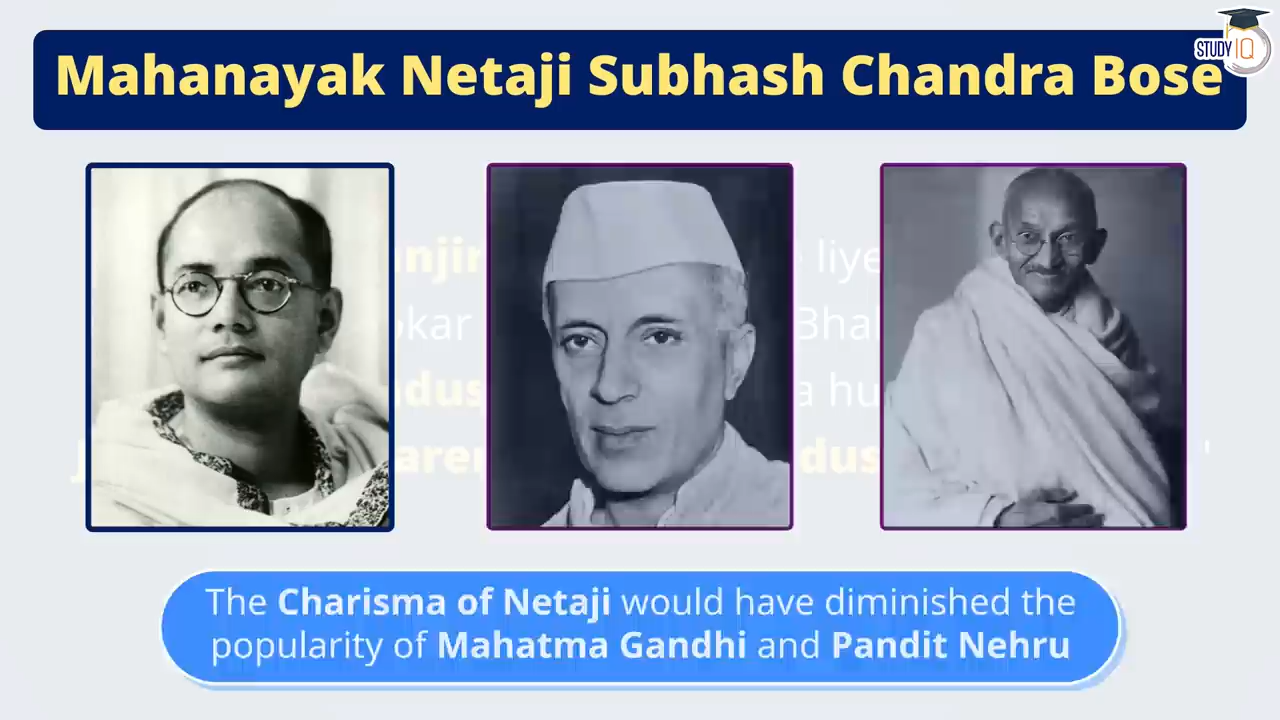 STUDY IQ
Mahanayak Netaji Subhash Chandra Bose
The Charisma of Netaji would have diminished the
popularity of Mahatma Gandhi and Pandit Nehru